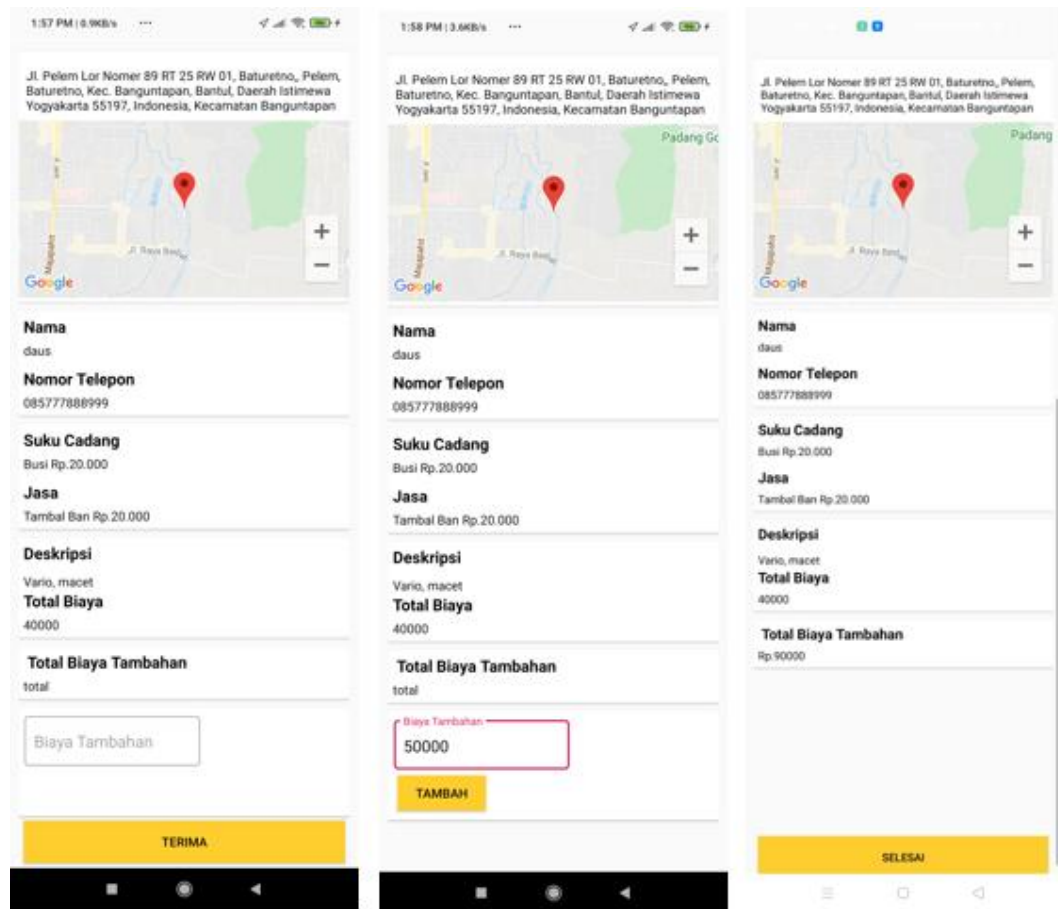 1:57 PM | 0.9KB/s ...
Jl. Pelem Lor Nomer 89 RT 25 RW 01, Baturetno,, Pelem,
Baturetno, Kec. Banguntapan, Bantul, Daerah Istimewa
Yogyakarta 55197, Indonesia, Kecamatan Banguntapan
Google
+
−
Nama
daus
Nomor Telepon
085777888999
Suku Cadang
Busi Rp.20.000
Jasa
Tambal Ban Rp.20.000
Deskripsi
Vario, macet
Total Biaya
40000
Total Biaya Tambahan
total
Biaya Tambahan
TERIMA
1:58 PM | 3.6KB/s ...
Jl. Pelem Lor Nomer 89 RT 25 RW 01, Baturetno,, Pelem,
Baturetno, Kec. Banguntapan, Bantul, Daerah Istimewa
Yogyakarta 55197, Indonesia, Kecamatan Banguntapan
Padang Go
Google
+
−
Nama
daus
Nomor Telepon
085777888999
Suku Cadang
Busi Rp.20.000
Jasa
Tambal Ban Rp.20.000
Deskripsi
Vario, macet
Total Biaya
40000
Total Biaya Tambahan
total
Biaya Tambahan
50000
TAMBAH
Jl. Pelem Lor Nomer 89 RT 25 RW 01, Baturetno,, Pelem,
Baturetno, Kec. Banguntapan, Bantul, Daerah Istimewa
Yogyakarta 55197, Indonesia, Kecamatan Banguntapan
Padang
Google
+
−
Nama
daus
Nomor Telepon
085777888999
Suku Cadang
Busi Rp.20.000
Jasa
Tambal Ban Rp.20.000
Deskripsi
Vario, macet
Total Biaya
40000
Total Biaya Tambahan
Rp.90000
SELESAI